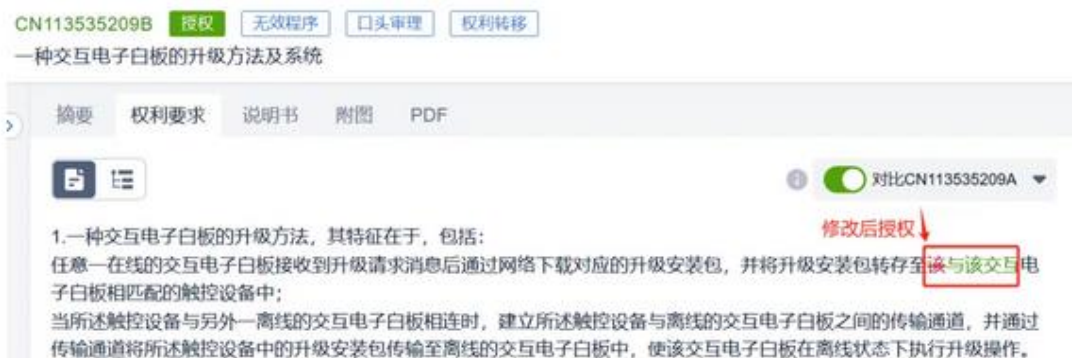 CN113535209B 授权 无效程序 口头审理 权利转移
一种交互电子白板的升级方法及系统
摘要 权利要求 说明书 附图 PDF
对比CN113535209A
修改后授权
1.一种交互电子白板的升级方法，其特征在于，包括：
任意一在线的交互电子白板接收到升级请求消息后通过网络下载对应的升级安装包，并将升级安装包转存至该与该交互电
子白板相匹配的触控设备中；
当所述触控设备与另外一离线的交互电子白板相连时，建立所述触控设备与离线的交互电子白板之间的传输通道，并通过
传输通道将所述触控设备中的升级安装包传输至离线的交互电子白板中，使该交互电子白板在离线状态下执行升级操作。